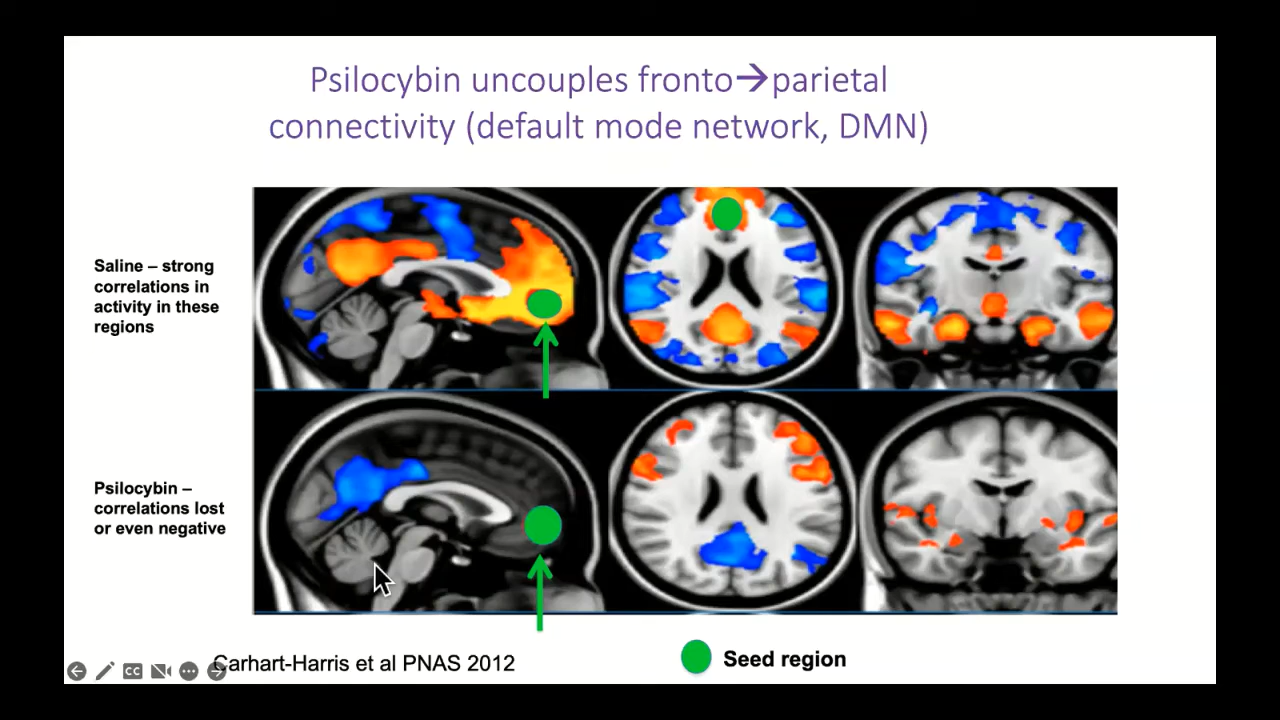 Psilocybin uncouples fronto→parietal
connectivity (default mode network, DMN)
Saline – strong
correlations in
activity in these
regions
Psilocybin –
correlations lost
or even negative
CC
Carhart-Harris et al PNAS 2012
Seed region